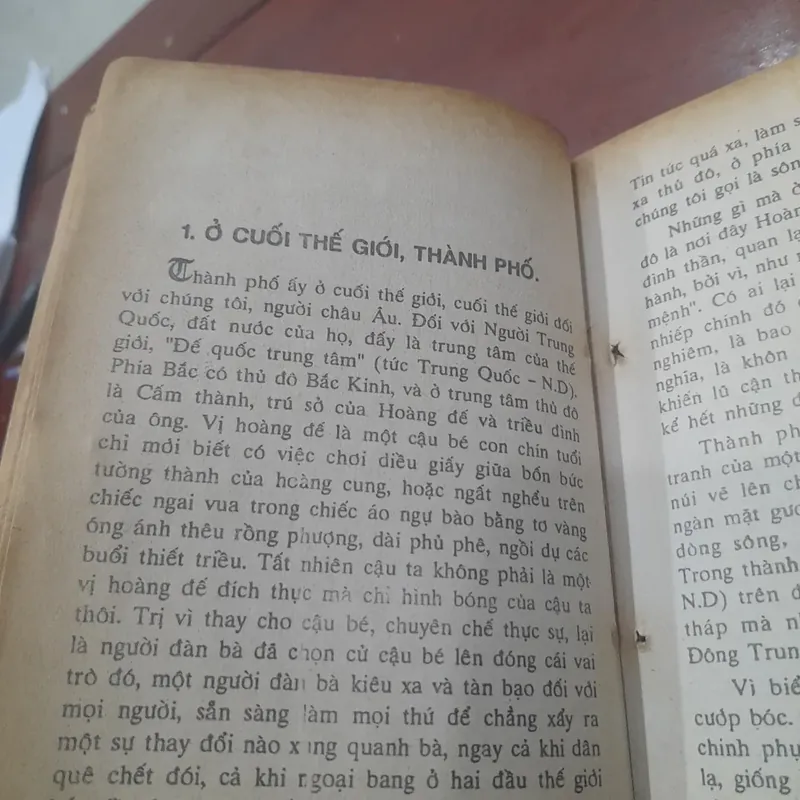 1. Ở CUỐI THẾ GIỚI, THÀNH PHỐ.
Thành phố ấy ở cuối thế giới, cuối thế giới đối
với chúng tôi, người châu Âu. Đối với Người Trung
Quốc, đất nước của họ, đấy là trung tâm của thế
giới, "Đế quốc trung tâm" (tức Trung Quốc – N.D).
Phia Bắc có thủ đô Bắc Kinh, và ở trung tâm thủ đô
là Cấm thành, trú sở của Hoàng đế và triều đình
của ông. Vị hoàng đế là một cậu bé con chín tuổi
chỉ mới biết có việc chơi diều giấy giữa bốn bức
tường thành của hoàng cung, hoặc ngất nghểu trên
chiếc ngai vua trong chiếc áo ngự bào bằng tơ vàng
óng ánh thêu rồng phượng, dài phủ phê, ngồi dự các
buổi thiết triều. Tất nhiên cậu ta không phải là một
vị hoàng đế đích thực mà chỉ hình bóng của cậu ta
thôi. Trị vì thay cho cậu bé, chuyên chế thực sự, lại
là người đàn bà đã chọn cử cậu bé lên đóng cái vai
trò đó, một người đàn bà kiêu xa và tàn bạo đối với
mọi người, sẵn sàng làm mọi thứ để chẳng xẩy ra
một sự thay đổi nào xung quanh bà, ngay cả khi dân
quê chết đói, cả khi ngoại bang ở hai đầu thế giới
Tin tức quá xa, làm s
xa thủ đô, ở phia
chúng tôi gọi là sôn
Những gì mà ở
đô là nơi đây Hoàn
đình thần, quan lạ
hành, bởi vì, như
mệnh". Có ai lại
nhiếp chinh đó
nghiêm, là bao
nghĩa, là khôn
khiến lũ cận th
kể hết những đ
Thành ph
tranh của một
núi vẽ lên ch
ngàn mặt gươ
dòng sông,
Trong thành
N.D) trên đ
tháp mà nh
Đông Trun
Vì biể
cướp bóc.
chinh phụ
lạ, giống